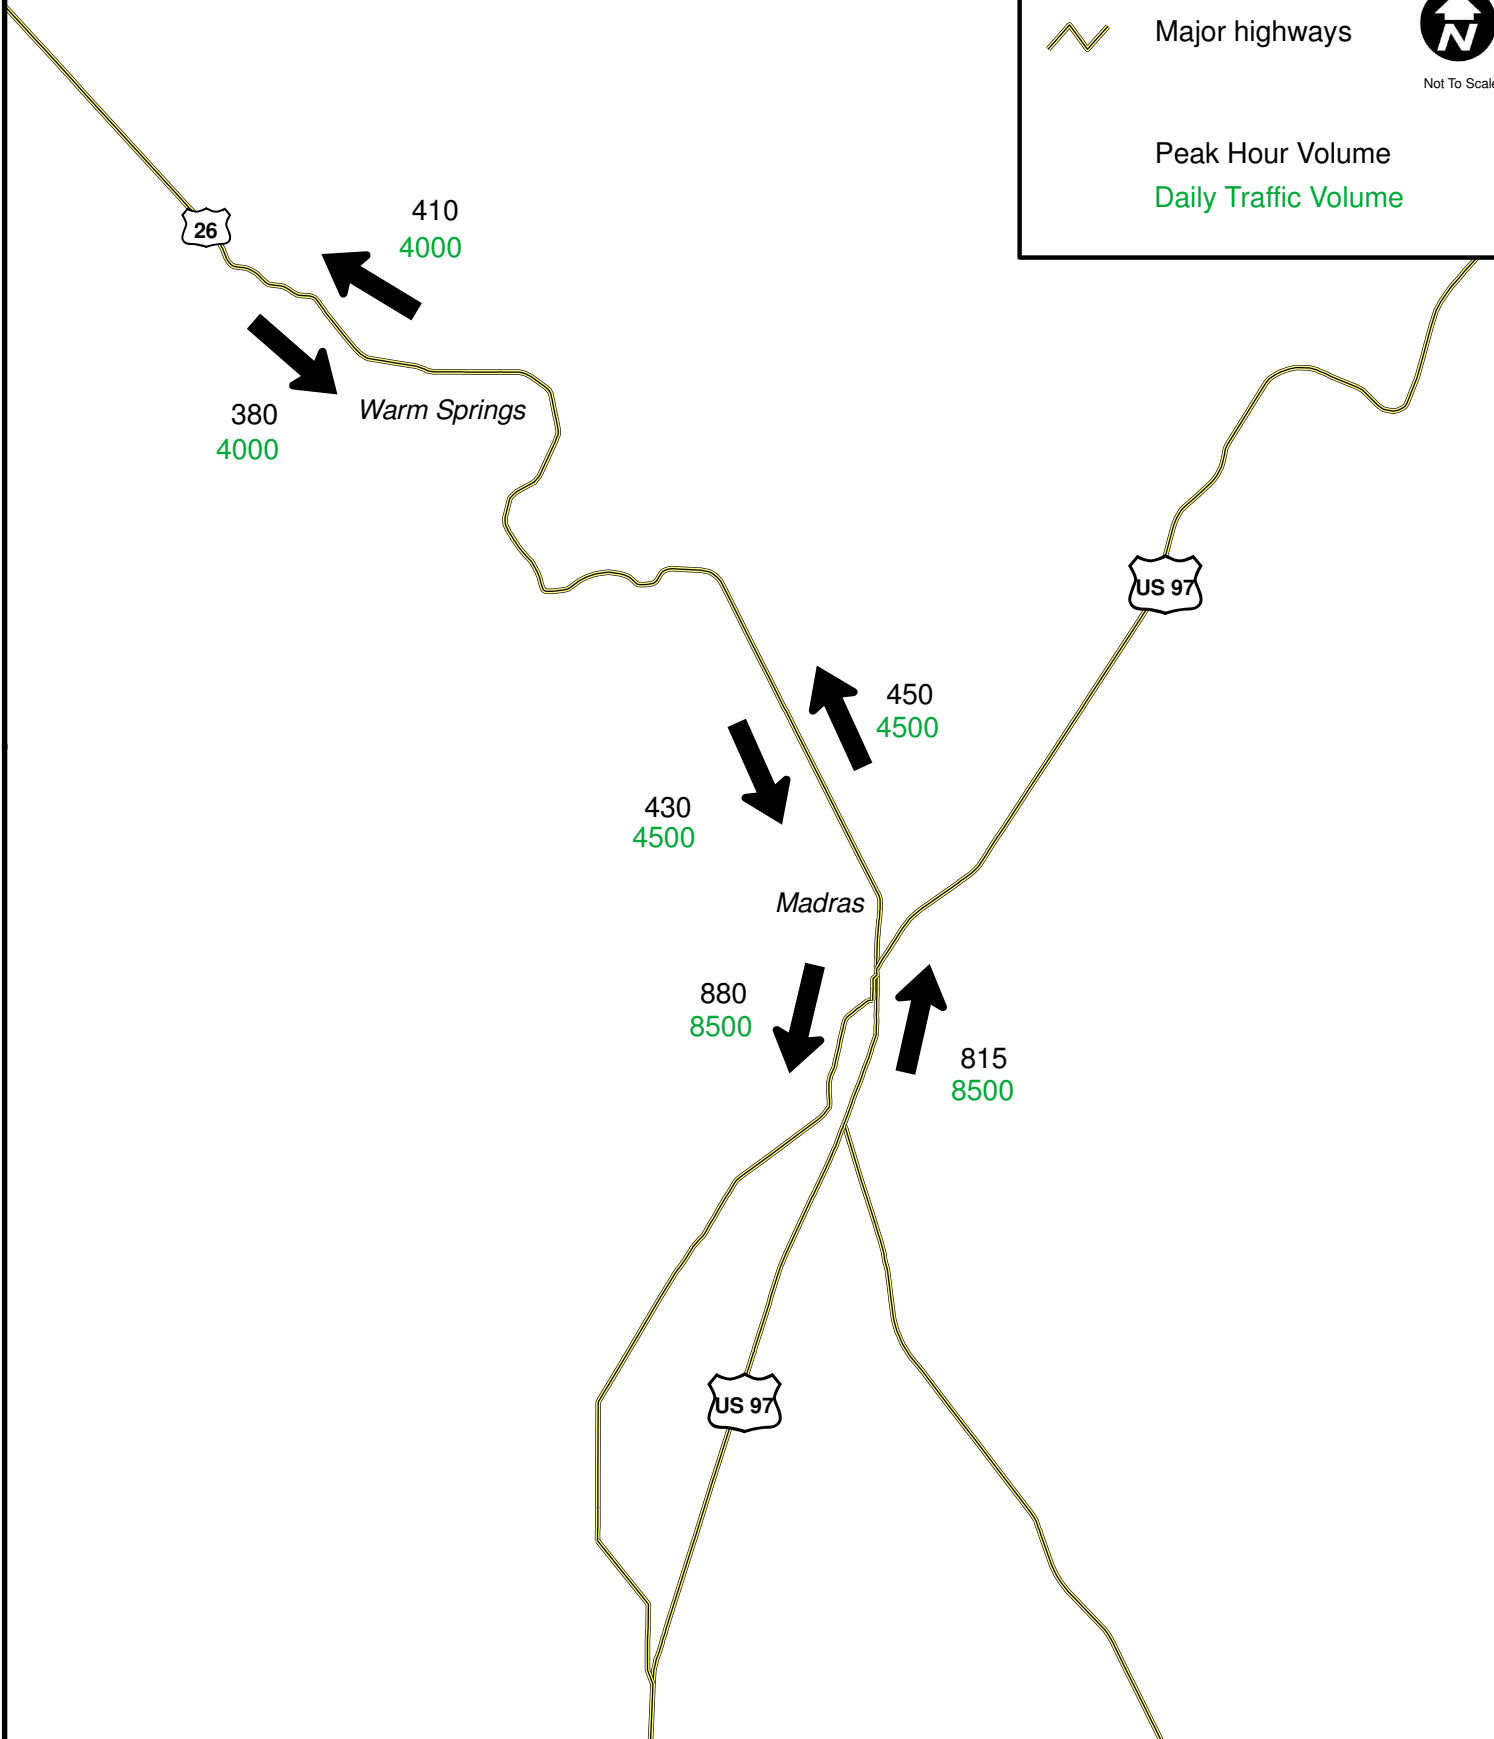 Major highways
N
Not To Scale
Peak Hour Volume
Daily Traffic Volume
410
4000
26
380
4000
Warm Springs
US 97
450
4500
430
4500
Madras
880
8500
815
8500
US 97